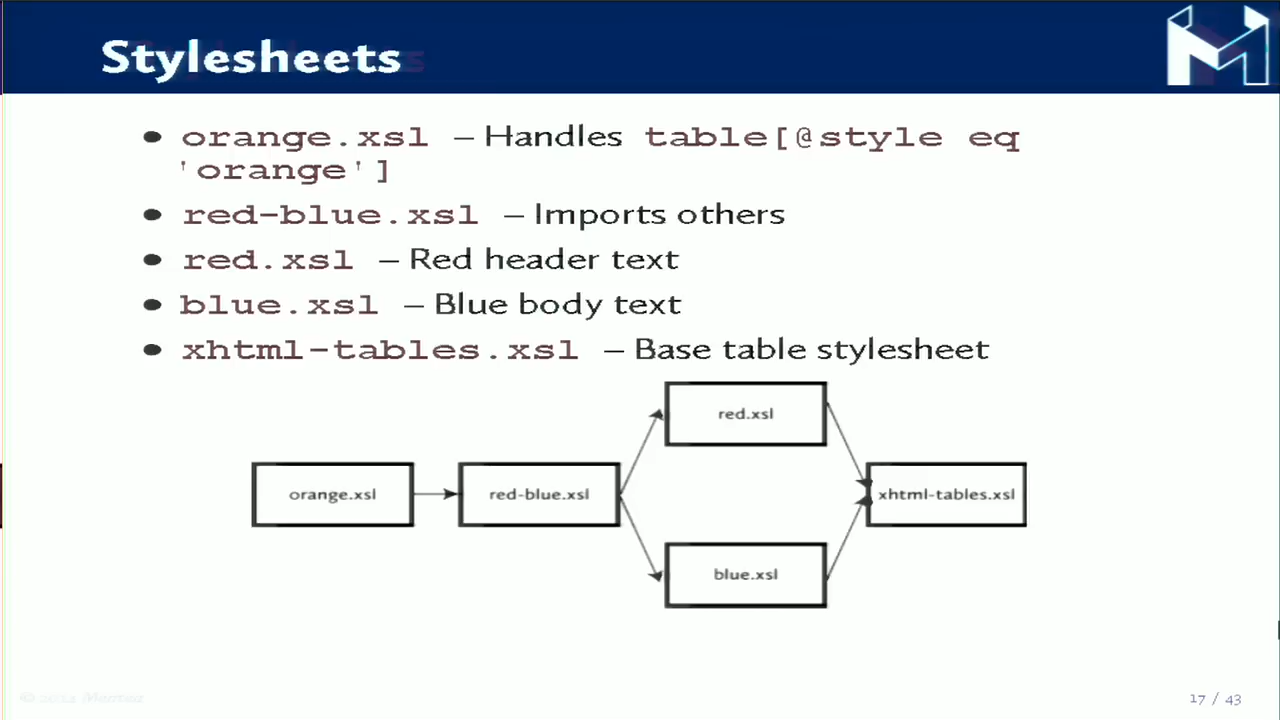 Stylesheets
• orange.xsl – Handles table[@style eq
'orange']
• red-blue.xsl – Imports others
• red.xsl – Red header text
• blue.xsl – Blue body text
• xhtml-tables.xsl – Base table stylesheet
red.xsl
orange.xsl
red-blue.xsl
xhtml-tables.xsl
blue.xsl
17 / 43